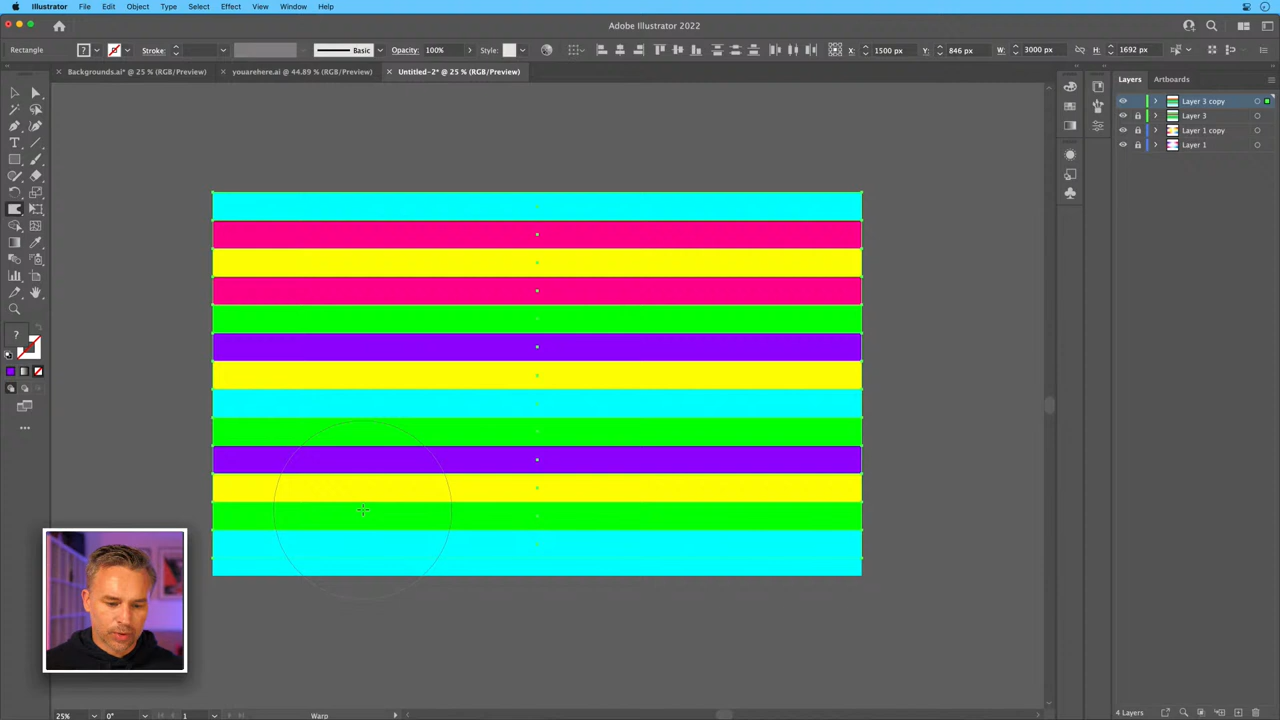 Illustrator File Edit Object Type Select Effect View Window Help
Adobe Illustrator 2022
Rectangle ? Stroke: Basic Opacity: 100% Style: X: 1500 px Y: 846 px W: 3000 px H: 1692 px
Backgrounds.ai* @ 25 % (RGB/Preview) youarehere.ai @ 44.89 % (RGB/Preview) Untitled-2* @ 25 % (RGB/Preview)
Layers Artboards
Layer 3 copy
Layer 3
Layer 1 copy
Layer 1
T
?
25% 0° 1 Warp
4 Layers